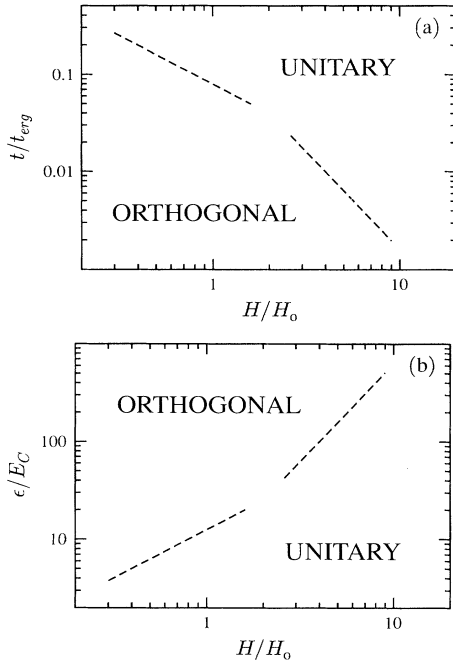 (a)
UNITARY
0.1
t/t_erg
0.01
ORTHOGONAL
1
10
H/H_o
(b)
ORTHOGONAL
100
ϵ/E_C
10
UNITARY
1
10
H/H_o